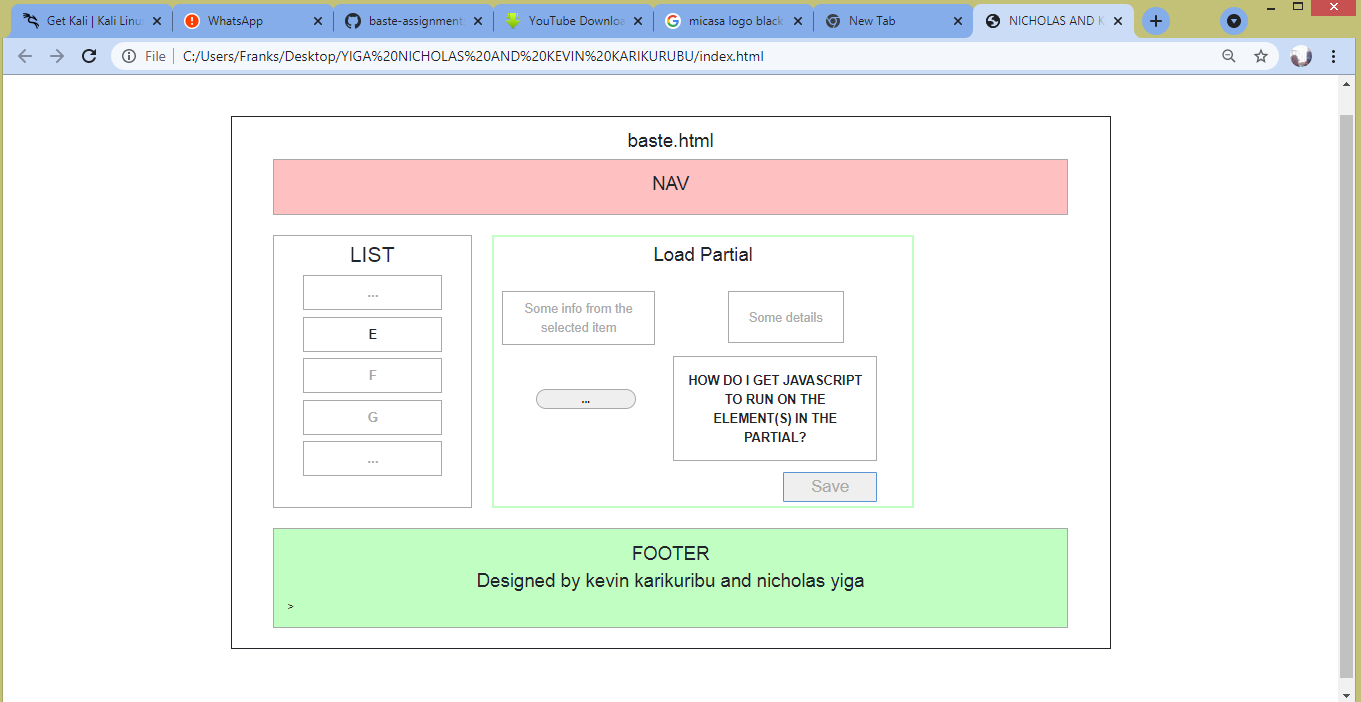 Get Kali | Kali Linu
WhatsApp
baste-assignment
YouTube Downloa
micasa logo black
New Tab
NICHOLAS AND K
File
C:/Users/Franks/Desktop/YIGA%20NICHOLAS%20AND%20KEVIN%20KARIKURUBU/index.html
baste.html
NAV
LIST
...
E
F
G
...
Load Partial
Some info from the
selected item
Some details
...
HOW DO I GET JAVASCRIPT
TO RUN ON THE
ELEMENT(S) IN THE
PARTIAL?
Save
FOOTER
Designed by kevin karikuribu and nicholas yiga
>